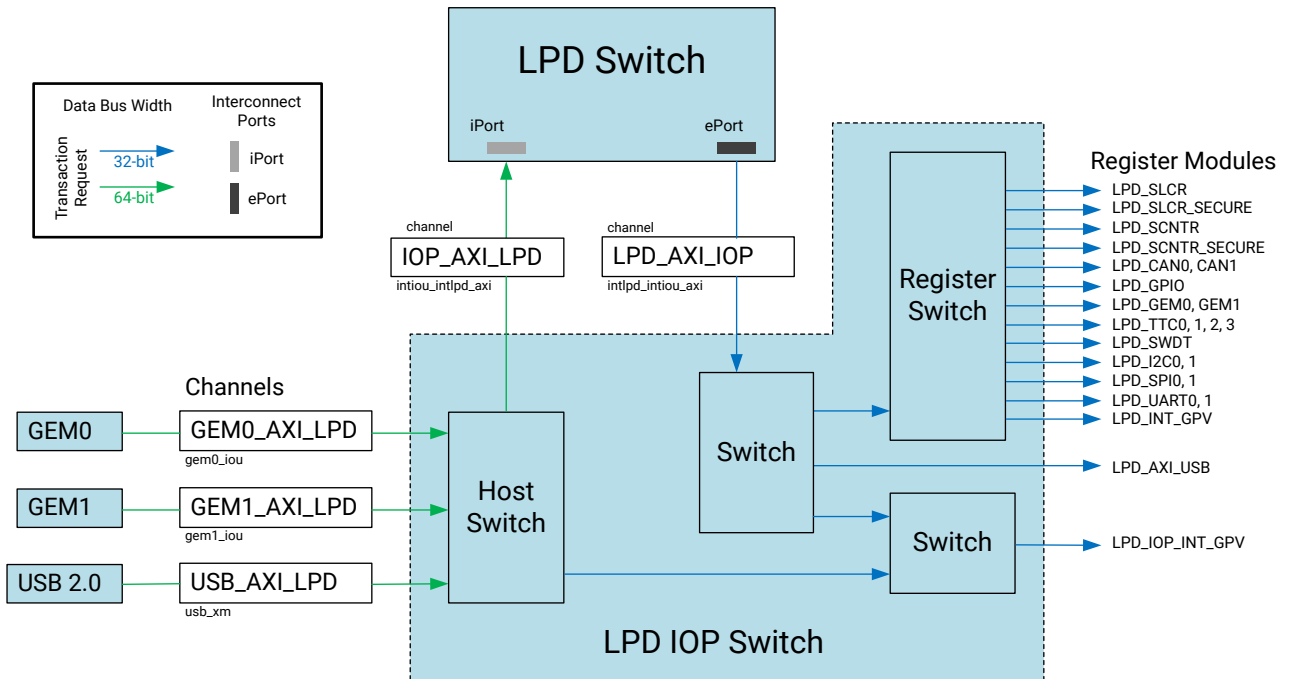 LPD Switch
iPort
ePort
Data Bus Width
Interconnect
Ports
Transaction
Request
32-bit
64-bit
iPort
ePort
channel
IOP_AXI_LPD
intiou_intlpd_axi
channel
LPD_AXI_IOP
intlpd_intiou_axi
Register
Switch
Register Modules
LPD_SLCR
LPD_SLCR_SECURE
LPD_SCNTR
LPD_SCNTR_SECURE
LPD_CAN0, CAN1
LPD_GPIO
LPD_GEM0, GEM1
LPD_TTC0, 1, 2, 3
LPD_SWDT
LPD_I2C0, 1
LPD_SPI0, 1
LPD_UART0, 1
LPD_INT_GPV
LPD_AXI_USB
LPD_IOP_INT_GPV
Channels
GEM0
GEM0_AXI_LPD
gem0_iou
GEM1
GEM1_AXI_LPD
gem1_iou
USB 2.0
USB_AXI_LPD
usb_xm
Host
Switch
Switch
Switch
LPD IOP Switch